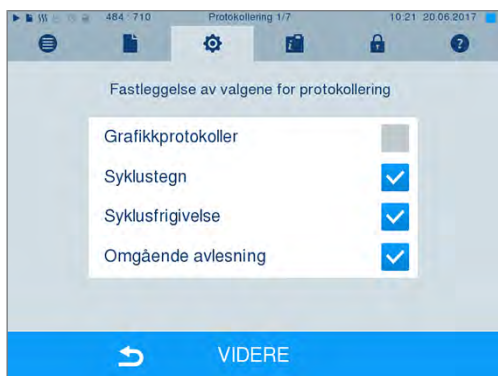 484 · 710 Protokollering 1/7 10:21 20.06.2017
Fastleggelse av valgene for protokollering
Grafikkprotokoller
Syklustegn
Syklusfrigivelse
Omgående avlesning
VIDERE